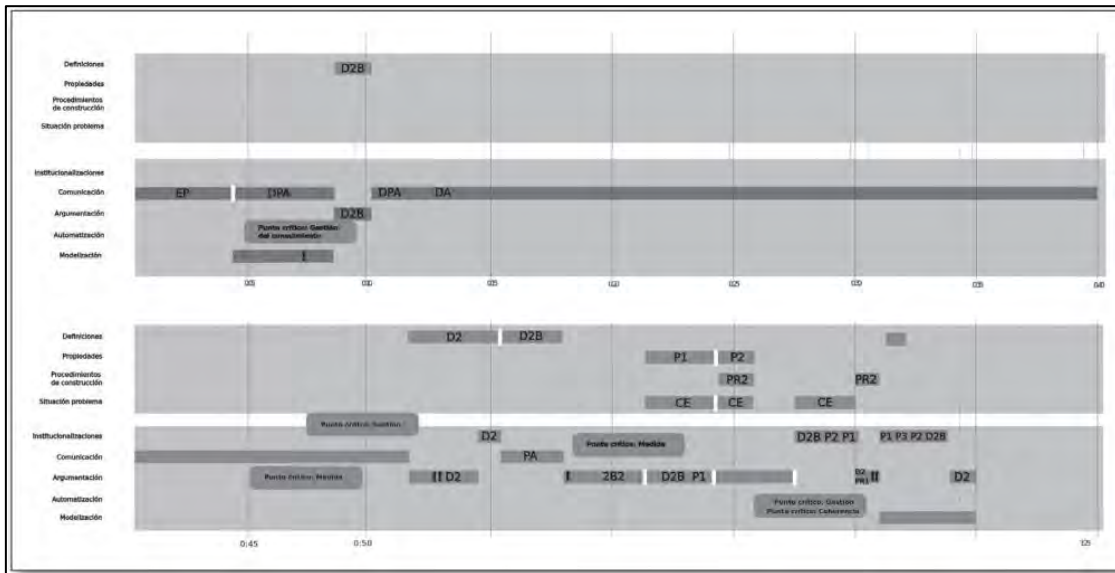 Definiciones
D2B
Propiedades
Procedimientos
de construcción
Situación problema
Institucionalizaciones
Comunicación
EP
DPA
DPA
DA
Argumentación
D2B
Automatización
Punto crítico: Gestión
del conocimiento
Modelización
Definiciones
D2
D2B
Propiedades
P1
P2
Procedimientos
de construcción
PR2
PR2
Situación problema
CE
CE
CE
Punto crítico: Gestión
Institucionalizaciones
D2
Punto crítico: Medida
D2B P2 P1
P1 P3 P2 D2B
Comunicación
PA
Argumentación
Punto crítico: Medida
D2
2B2
D2B P1
D2
PR1
D2
Automatización
Punto crítico: Gestión
Punto crítico: Coherencia
Modelización
0:45
0:50